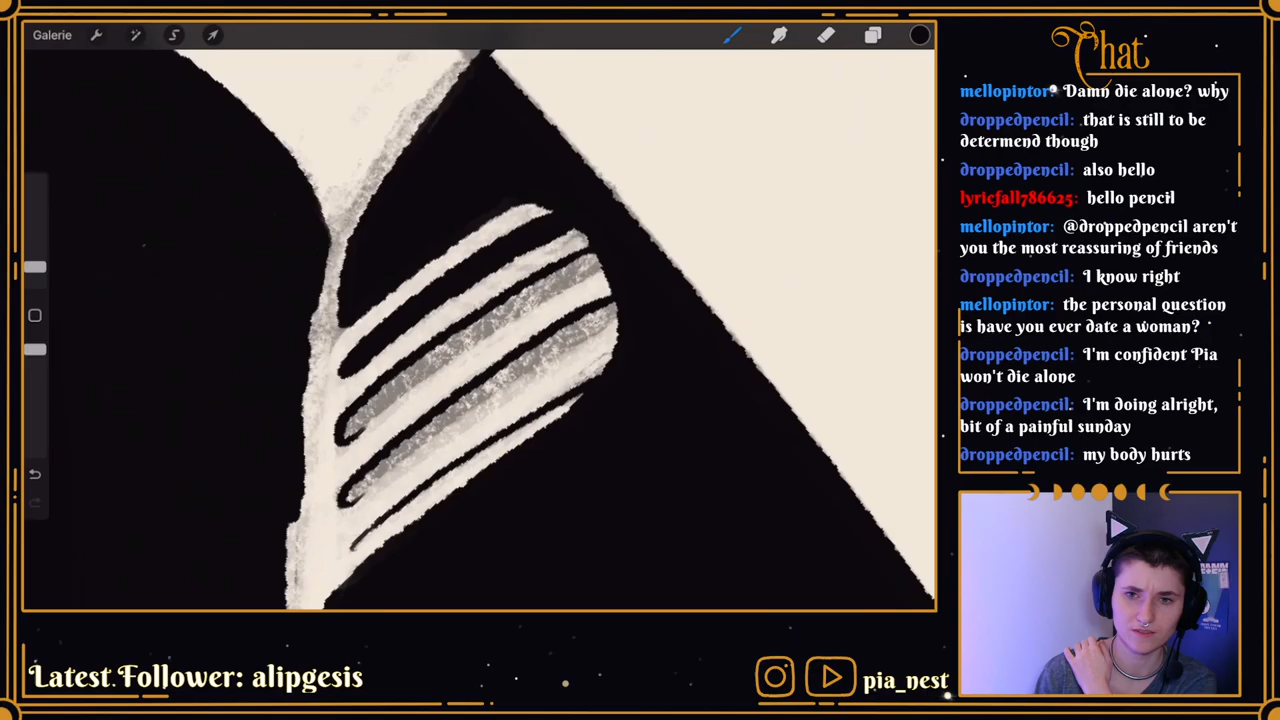 Galerie
Chat
mellopintor: Damn die alone? why
droppedpencil: that is still to be
determend though
droppedpencil: also hello
lyricfall786625: hello pencil
mellopintor: @droppedpencil aren't
you the most reassuring of friends
droppedpencil: I know right
mellopintor: the personal question
is have you ever date a woman?
droppedpencil: I'm confident Pia
won't die alone
droppedpencil: I'm doing alright,
bit of a painful sunday
droppedpencil: my body hurts
Latest Follower: alipgesis
pia_nest